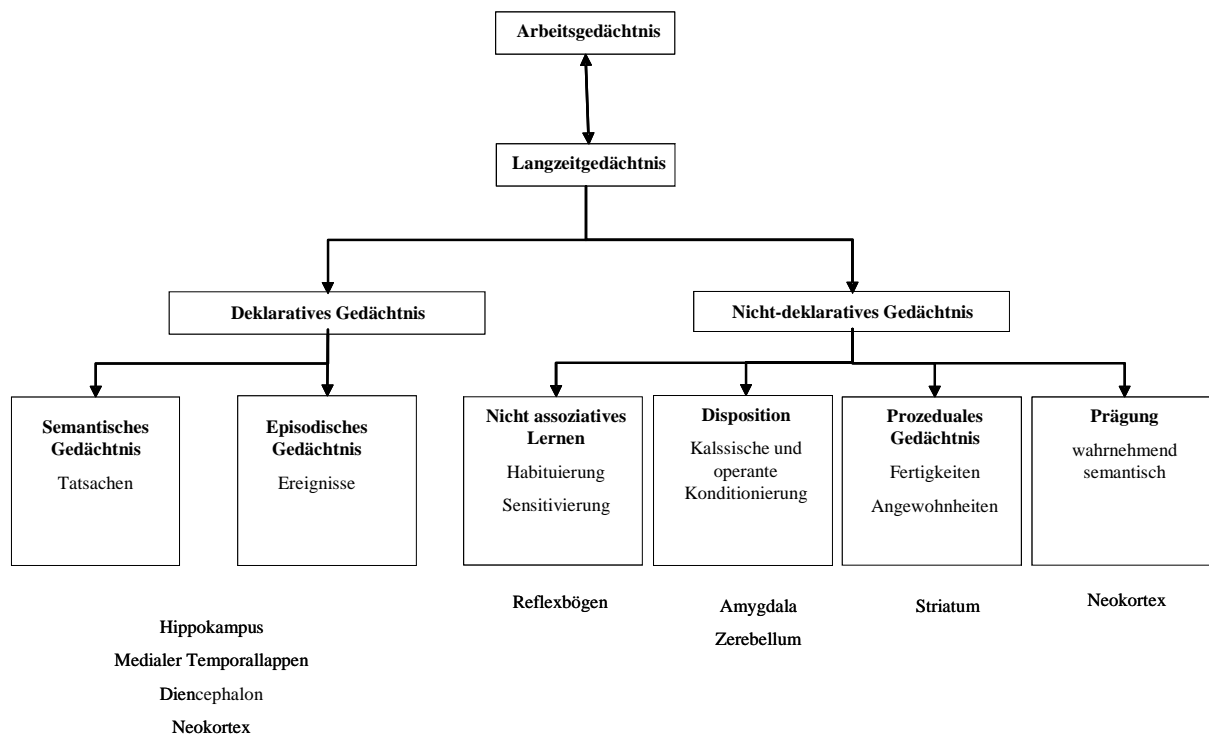 Arbeitsgedächtnis
Langzeitgedächtnis
Deklaratives Gedächtnis
Nicht-deklaratives Gedächtnis
Semantisches
Gedächtnis
Tatsachen
Episodisches
Gedächtnis
Ereignisse
Nicht assoziatives
Lernen
Habituierung
Sensitivierung
Disposition
Kalssische und
operante
Konditionierung
Prozeduales
Gedächtnis
Fertigkeiten
Angewohnheiten
Prägung
wahrnehmend
semantisch
Hippokampus
Medialer Temporallappen
Diencephalon
Neokortex
Reflexbögen
Amygdala
Zerebellum
Striatum
Neokortex